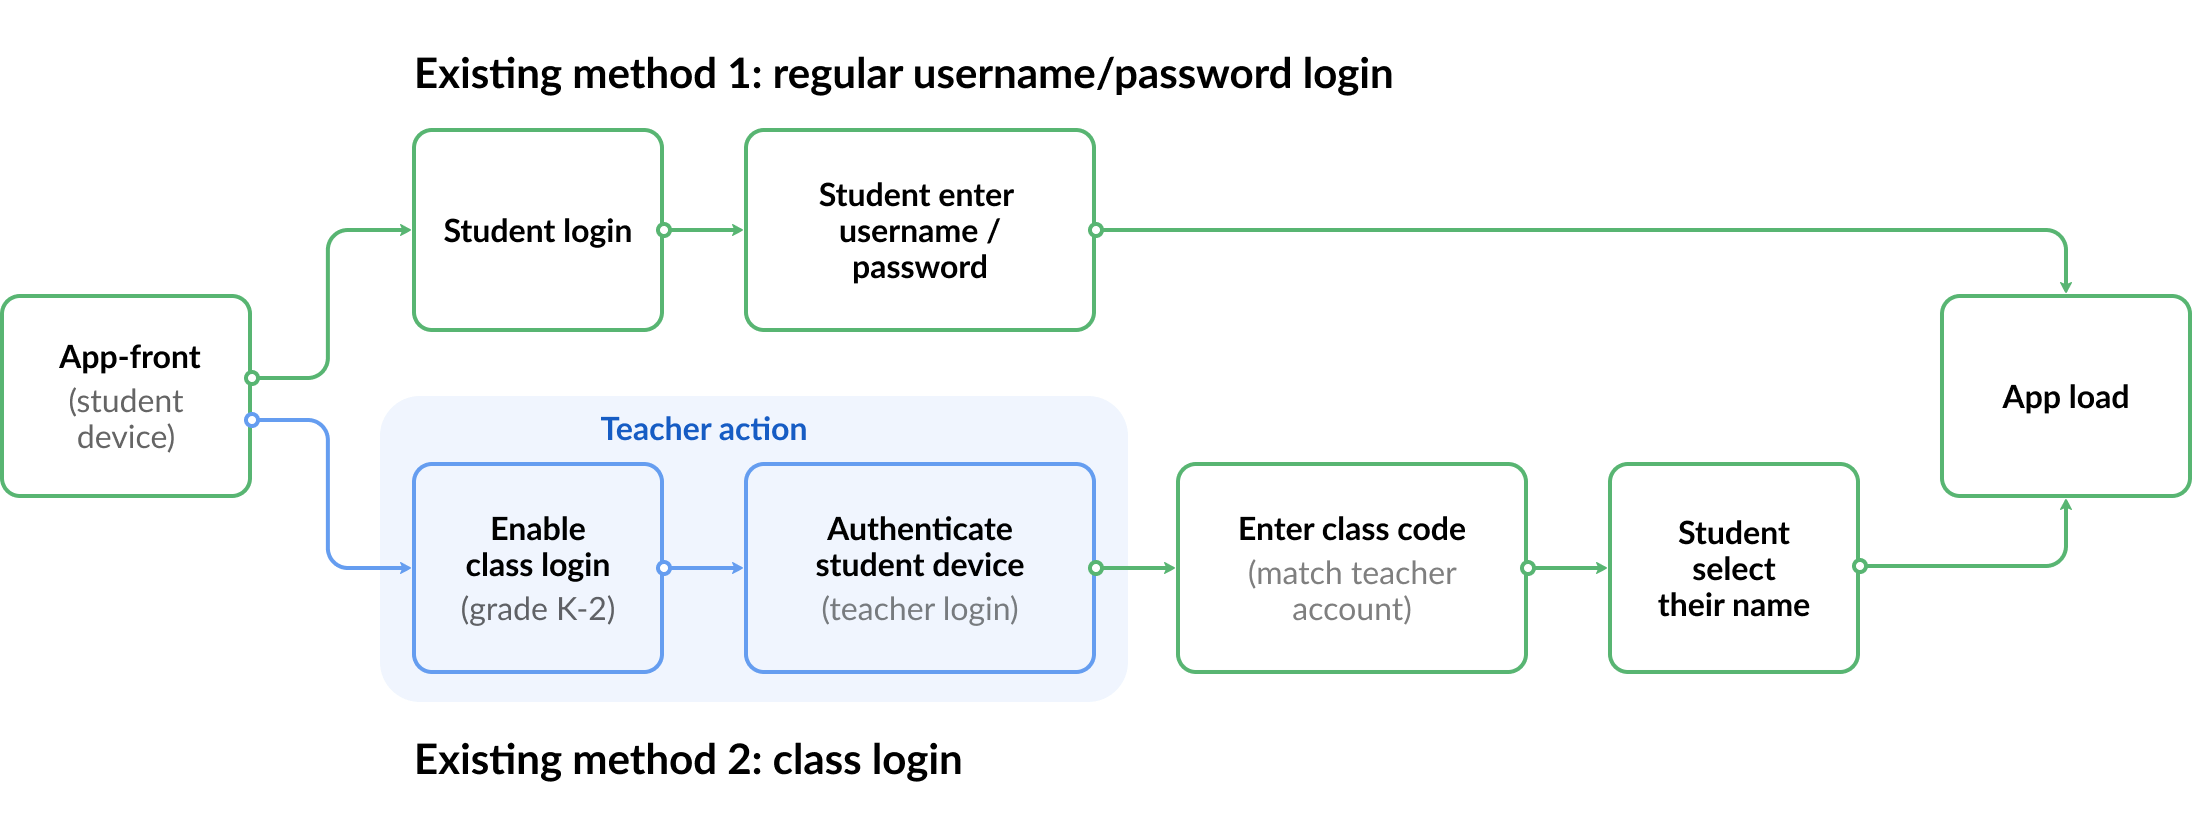 Existing method 1: regular username/password login
App-front
(student
device)
Student login
Student enter
username /
password
Teacher action
Enable
class login
(grade K-2)
Authenticate
student device
(teacher login)
Enter class code
(match teacher
account)
Student
select
their name
App load
Existing method 2: class login